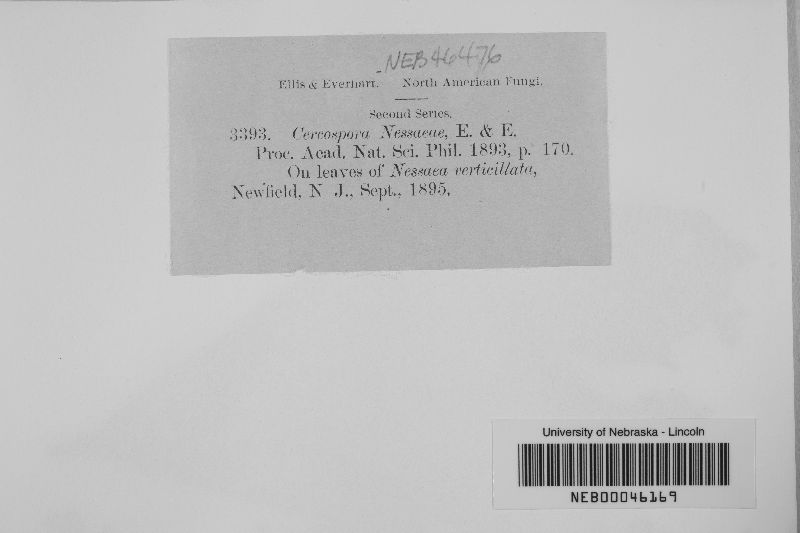 NEB46476
Ellis & Everhart. North American Fungi.
Second Series.
3393. Cercospora Nessaeae, E. & E.
Proc. Acad. Nat. Sci. Phil. 1893, p. 170.
On leaves of Nessaea verticillata,
Newfield, N J., Sept., 1895.
University of Nebraska - Lincoln
NEB00046169